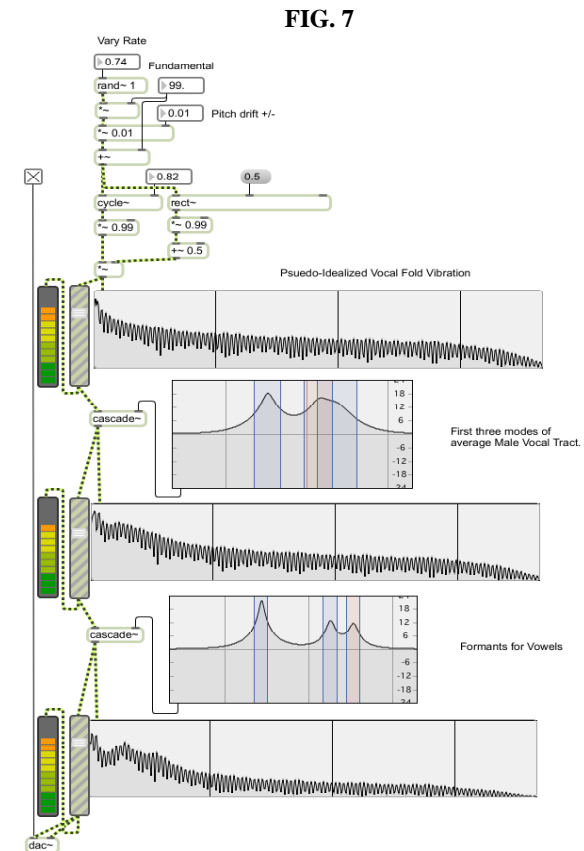 FIG. 7
Vary Rate
0.74
Fundamental
rand~ 1
99.
*~
0.01
Pitch drift +/-
*~ 0.01
+~
0.82
0.5
cycle~
rect~
*~ 0.99
*~ 0.99
+~ 0.5
*~
Psuedo-Idealized Vocal Fold Vibration
18
12
6
-6
-12
-18
24
cascade~
First three modes of
average Male Vocal Tract.
18
12
6
-6
-12
-18
cascade~
Formants for Vowels
dac~